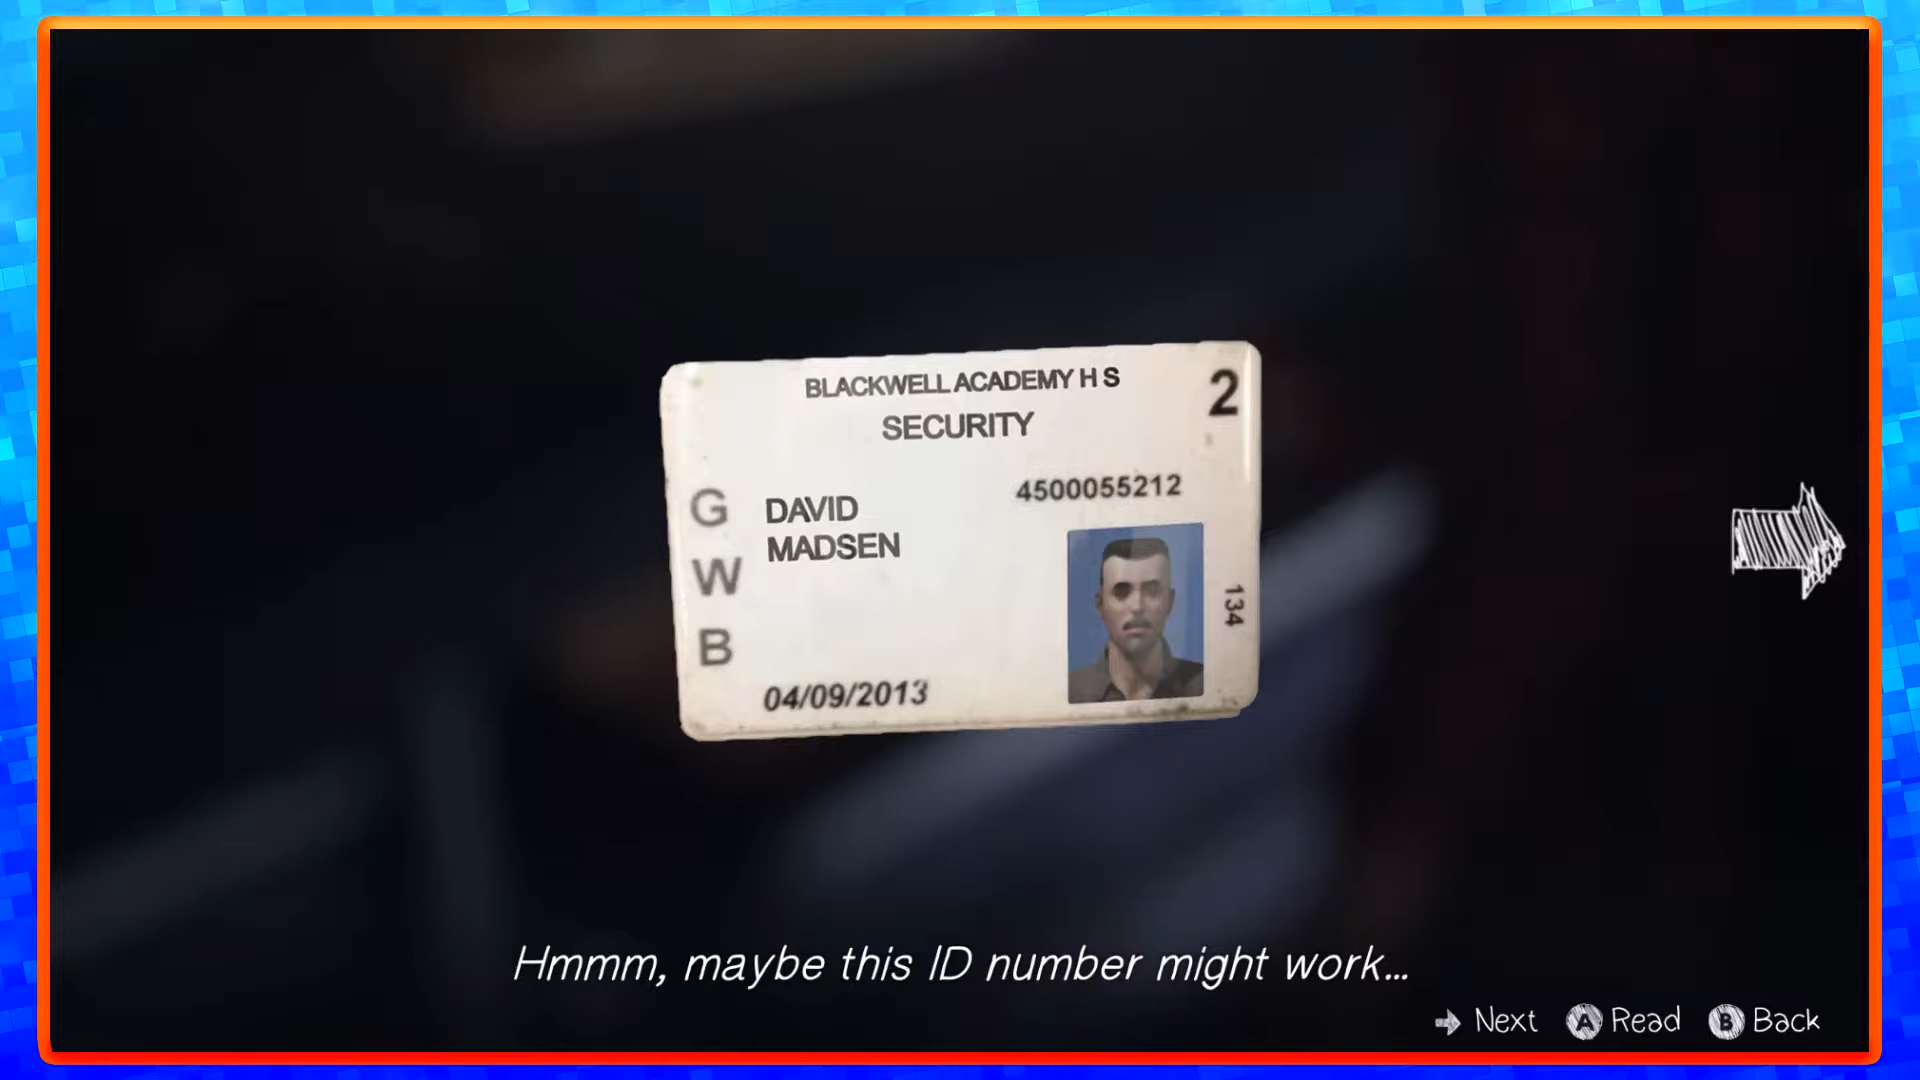 BLACKWELL ACADEMY H S
2
SECURITY
4500055212
G
DAVID
MADSEN
W
B
134
04/09/2013
Hmmm, maybe this ID number might work...
Next
A Read
B Back